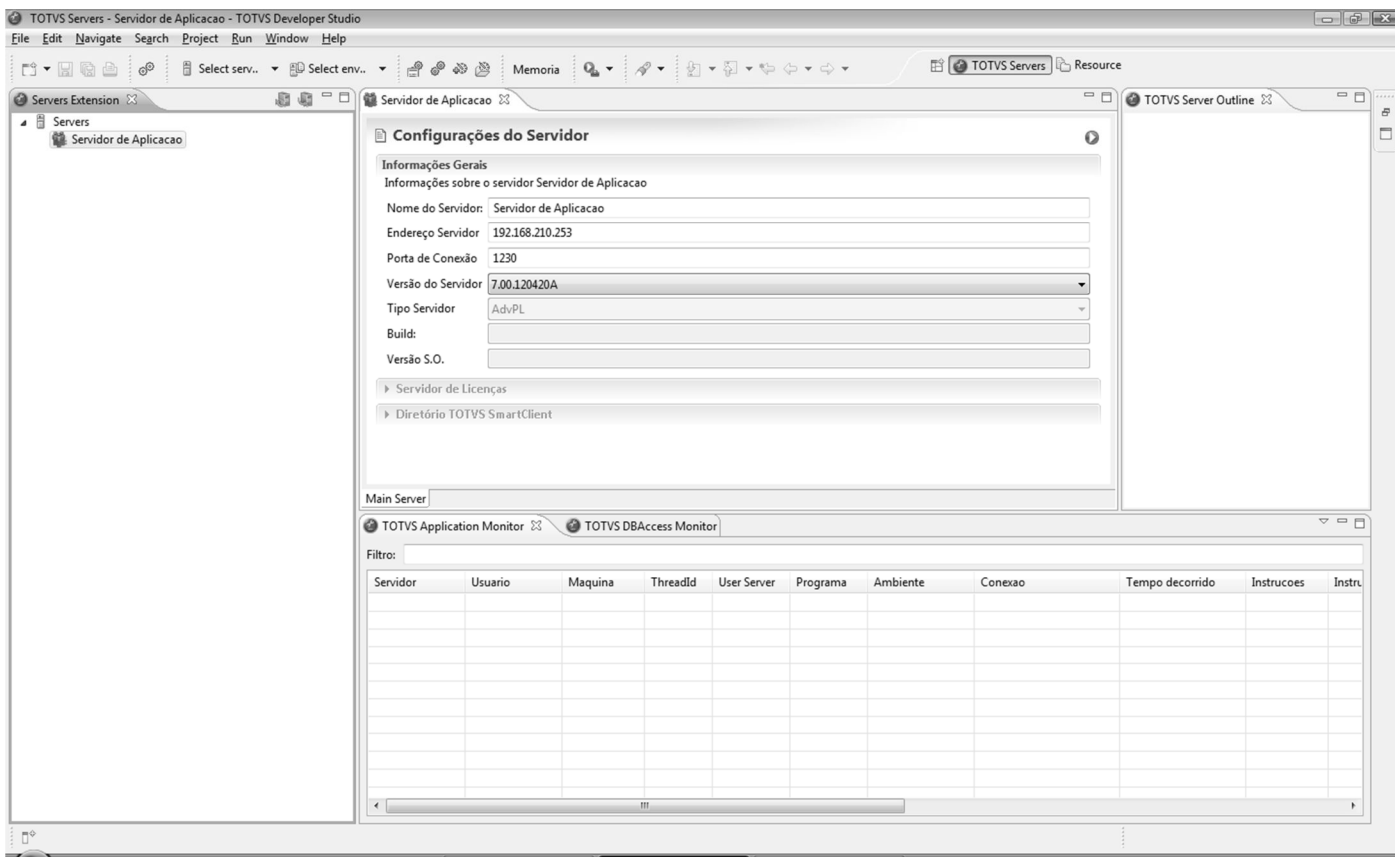 TOTVS Servers - Servidor de Aplicacao - TOTVS Developer Studio
File Edit Navigate Search Project Run Window Help
Select serv.. Select env.. Memoria TOTVS Servers Resource
Servers Extension
Servers
Servidor de Aplicacao
Servidor de Aplicacao
Configurações do Servidor
Informações Gerais
Informações sobre o servidor Servidor de Aplicacao
Nome do Servidor: Servidor de Aplicacao
Endereço Servidor 192.168.210.253
Porta de Conexão 1230
Versão do Servidor 7.00.120420A
Tipo Servidor AdvPL
Build:
Versão S.O.
Servidor de Licenças
Diretório TOTVS SmartClient
Main Server
TOTVS Server Outline
TOTVS Application Monitor TOTVS DBAccess Monitor
Filtro:
Servidor Usuario Maquina ThreadId User Server Programa Ambiente Conexao Tempo decorrido Instrucoes Instru